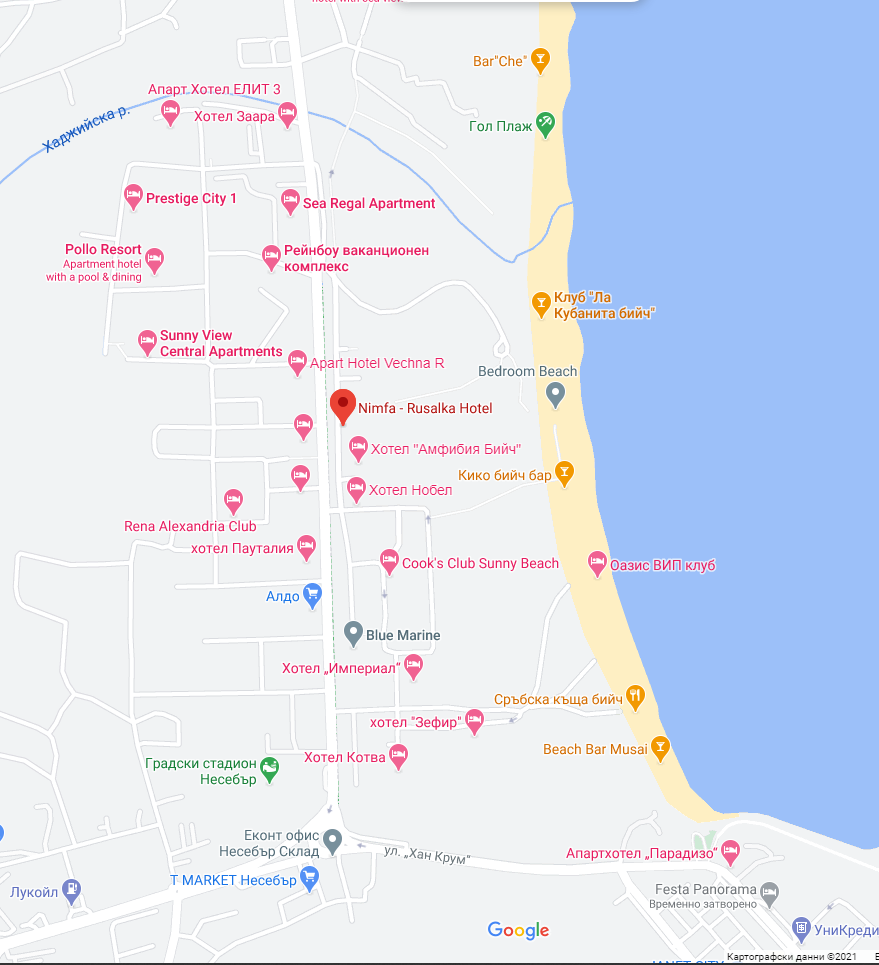 Bar"Che"
Апарт Хотел ЕЛИТ 3
Хотел Заара
Хаджийска р.
Гол Плаж
Prestige City 1
Sea Regal Apartment
Pollo Resort
Apartment hotel
with a pool & dining
Рейнбоу ваканционен
комплекс
Клуб "Ла
Кубанита бийч"
Sunny View
Central Apartments
Apart Hotel Vechna R
Bedroom Beach
Nimfa - Rusalka Hotel
Хотел "Амфибия Бийч"
Кико бийч бар
Хотел Нобел
Rena Alexandria Club
хотел Пауталия
Cook's Club Sunny Beach
Оазис ВИП клуб
Алдо
Blue Marine
Хотел „Империал“
Сръбска къща бийч
хотел "Зефир"
Beach Bar Musai
Хотел Котва
Градски стадион
Несебър
Еконт офис
Несебър Склад
ул. „Хан Крум“
Апартхотел „Парадизо“
T MARKET Несебър
Лукойл
Festa Panorama
Временно затворено
УниКреди
Google
Картографски данни ©2021